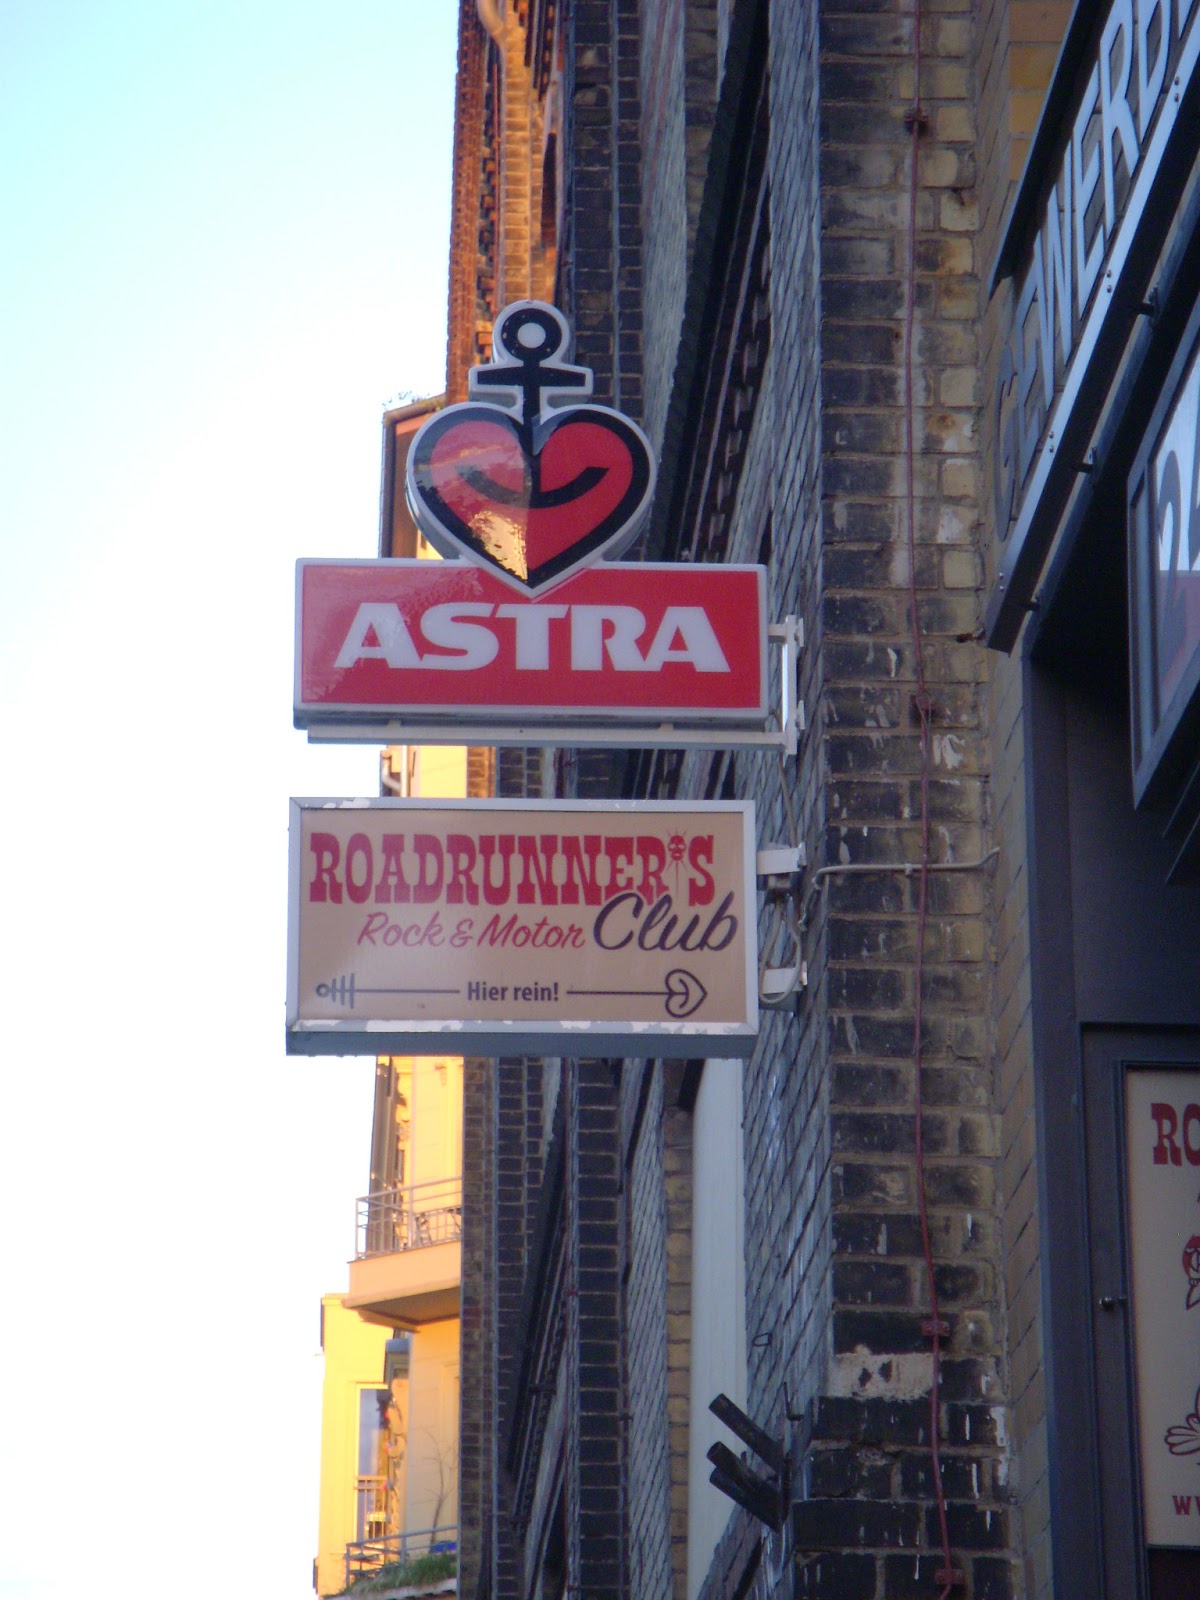 ASTRA
ROADRUNNER'S
Rock & Motor Club
Hier rein!